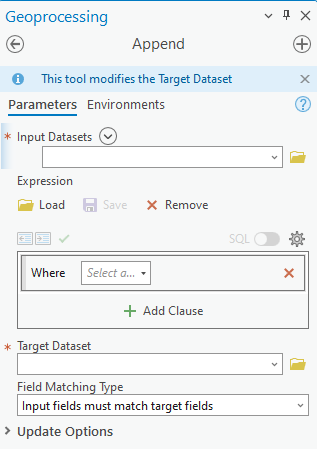 Geoprocessing
Append
This tool modifies the Target Dataset
Parameters Environments
* Input Datasets
Expression
Load Save Remove
SQL
Where Select a...
Add Clause
* Target Dataset
Field Matching Type
Input fields must match target fields
Update Options